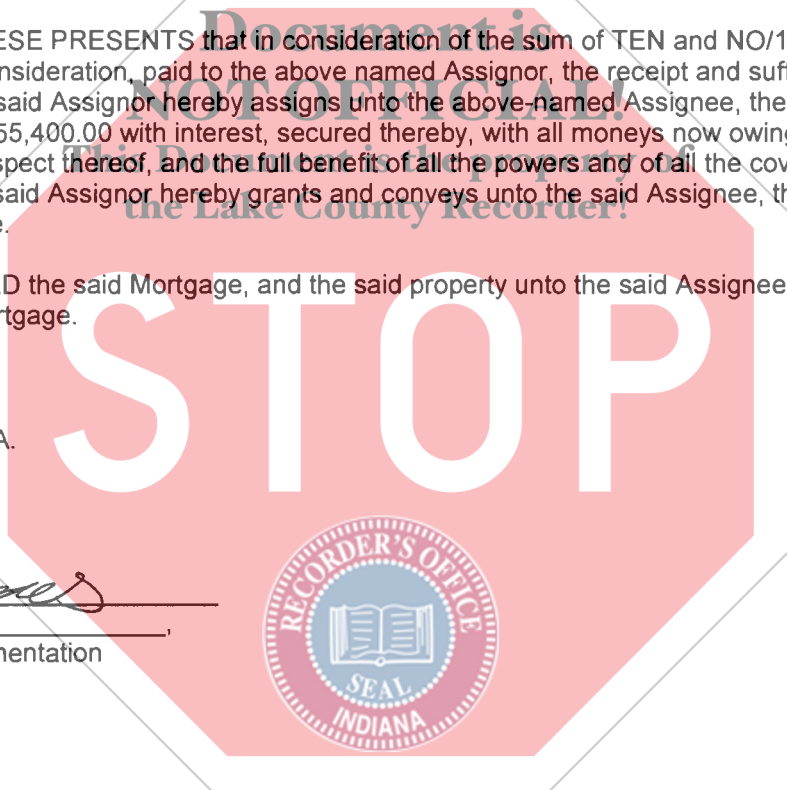 Document is
ESE PRESENTS that in consideration of the sum of TEN and NO/1
nsideration, paid to the above named Assignor, the receipt and suf
NOT OFFICIAL!
said Assignor hereby assigns unto the above-named Assignee, the
55,400.00 with interest, secured thereby, with all moneys now owing
This Document is the property of
spect thereof, and the full benefit of all the powers and of all the cov
said Assignor hereby grants and conveys unto the said Assignee, th
the Lake County Recorder!
e.
D the said Mortgage, and the said property unto the said Assignee
rtgage.
STOP
A.
RECORDER'S OFFICE
SEAL
INDIANA
,
mentation